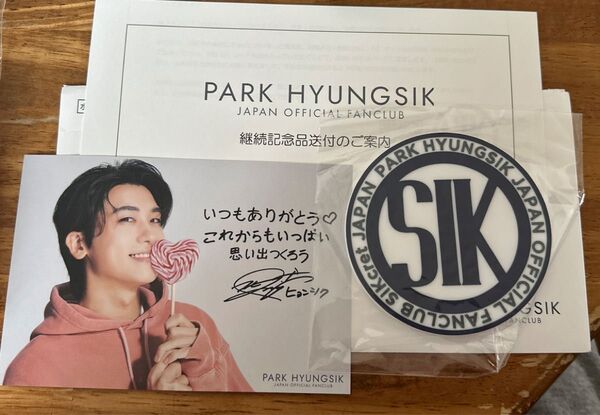 PARK HYUNGSIK
JAPAN OFFICIAL FANCLUB
継続記念品送付のご案内
いつもありがとう♡
これからもいっぱい
思い出つくろう
ヒョンシク
PARK HYUNGSIK
JAPAN OFFICIAL FANCLUB
SIK
PARK HYUNGSIK JAPAN OFFICIAL FANCLUB SIKcret JAPAN
NGSIK
FANCLUB